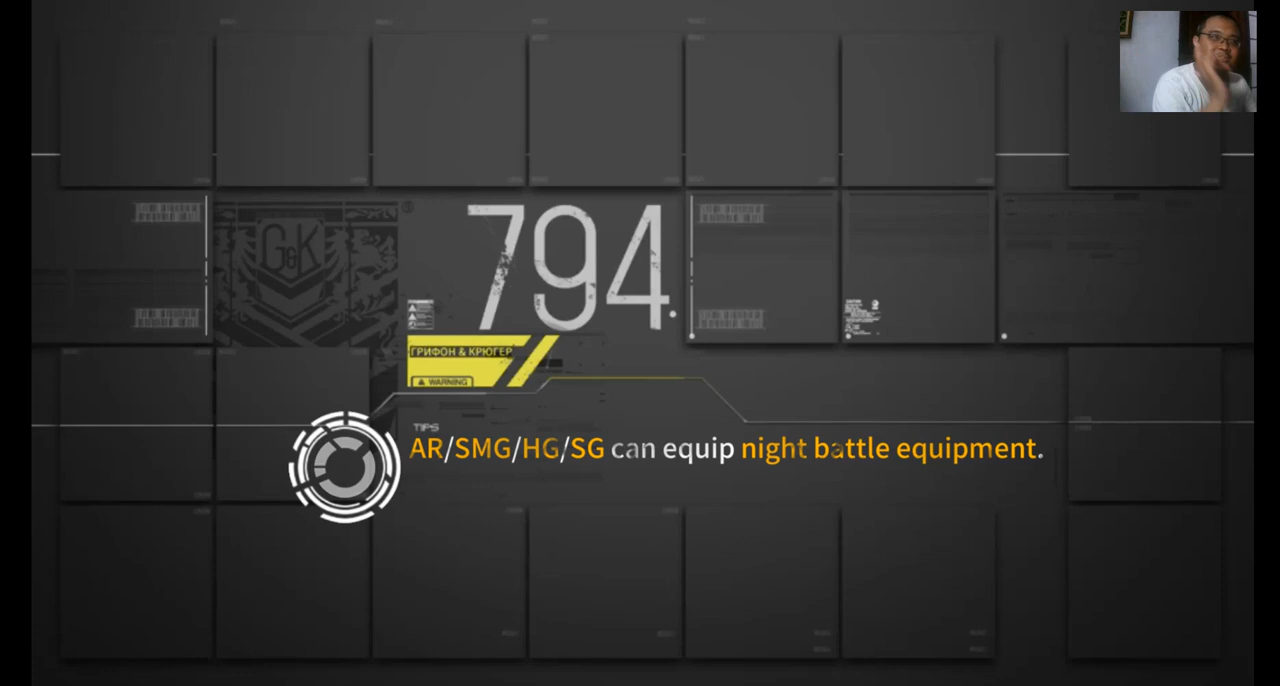 G&K
794.
ГРИФОН & КРЮГЕР
WARNING
TIPS
AR/SMG/HG/SG can equip night battle equipment.